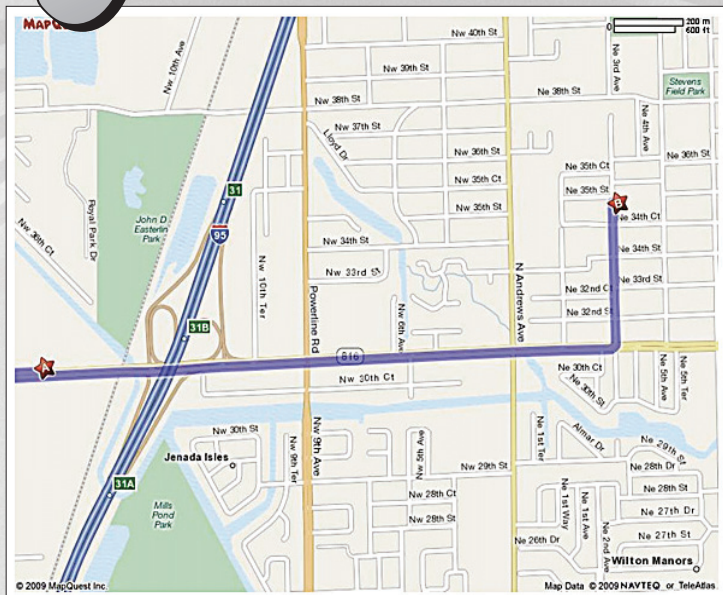 MAPQ
0 200 m
600 ft
Nw 40th St
Nw 10th Ave
Nw 39th St
Ne 3rd Ave
Stevens
Field Park
Nw 38th St
Ne 38th St
Lloyd Dr
Nw 37th St
Ne 4th Ave
Nw 36th St
Ne 36th St
Ne 35th Ct
31
Royal Park Dr
Nw 35th St
Ne 35th St
B
Nw 36th Ct
John D
Easterlin
Park
95
Ne 34th Ct
Nw 34th St
Ne 34th St
Nw 10th Ter
Nw 33rd St
N Andrews Ave
Ne 33rd St
Powerline Rd
Ne 32nd Ct
Nw 6th Ave
Ne 32nd St
31B
816
A
Nw 30th Ct
Ne 30th Ct
Ne 30th St
Ne 5th Ave
Ne 5th Ter
Nw 9th Ave
Nw 30th St
Nw 5th Ave
Ne 1st Ter
Almar Dr
Ne 29th St
Jenada Isles
Nw 9th Ter
Nw 29th St
Ne 28th Dr
31A
Nw 28th Ct
Ne 28th St
Mills
Pond
Park
Nw 28th St
Ne 1st Way
Ne 1st Ave
Ne 2nd Ave
Ne 27th Dr
Ne 26th Dr
Ne 27th St
Wilton Manors
© 2009 MapQuest Inc.
Map Data © 2009 NAVTEQ or TeleAtlas